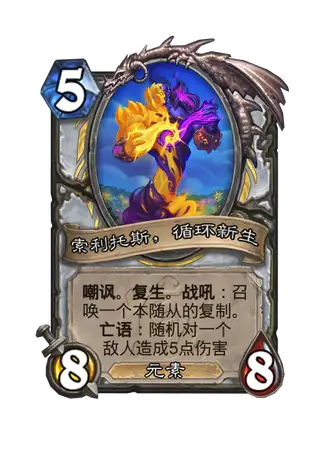 5
索利托斯，循环新生
嘲讽。复生。战吼：召
唤一个本随从的复制。
亡语：随机对一个
敌人造成5点伤害
元素
8
8